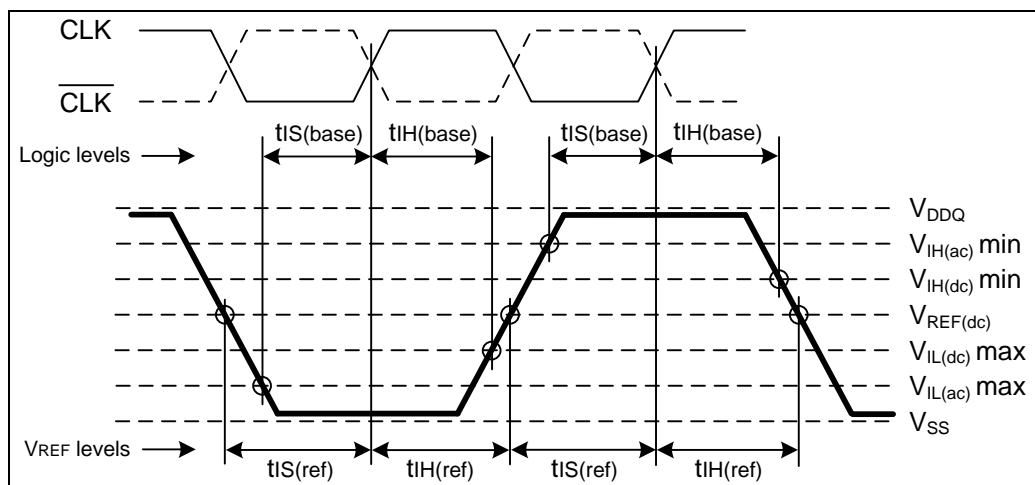 CLK
CLK
tIS(base) tIH(base) tIS(base) tIH(base)
Logic levels
VDDQ
VIH(ac) min
VIH(dc) min
VREF(dc)
VIL(dc) max
VIL(ac) max
VSS
VREF levels
tIS(ref) tIH(ref) tIS(ref) tIH(ref)